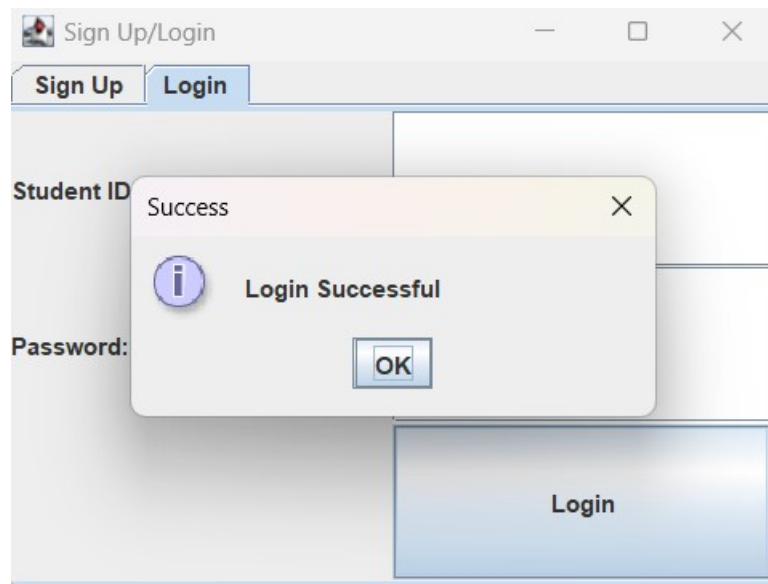 Sign Up/Login
Sign Up Login
Student ID
Success
i
Login Successful
Password:
OK
Login